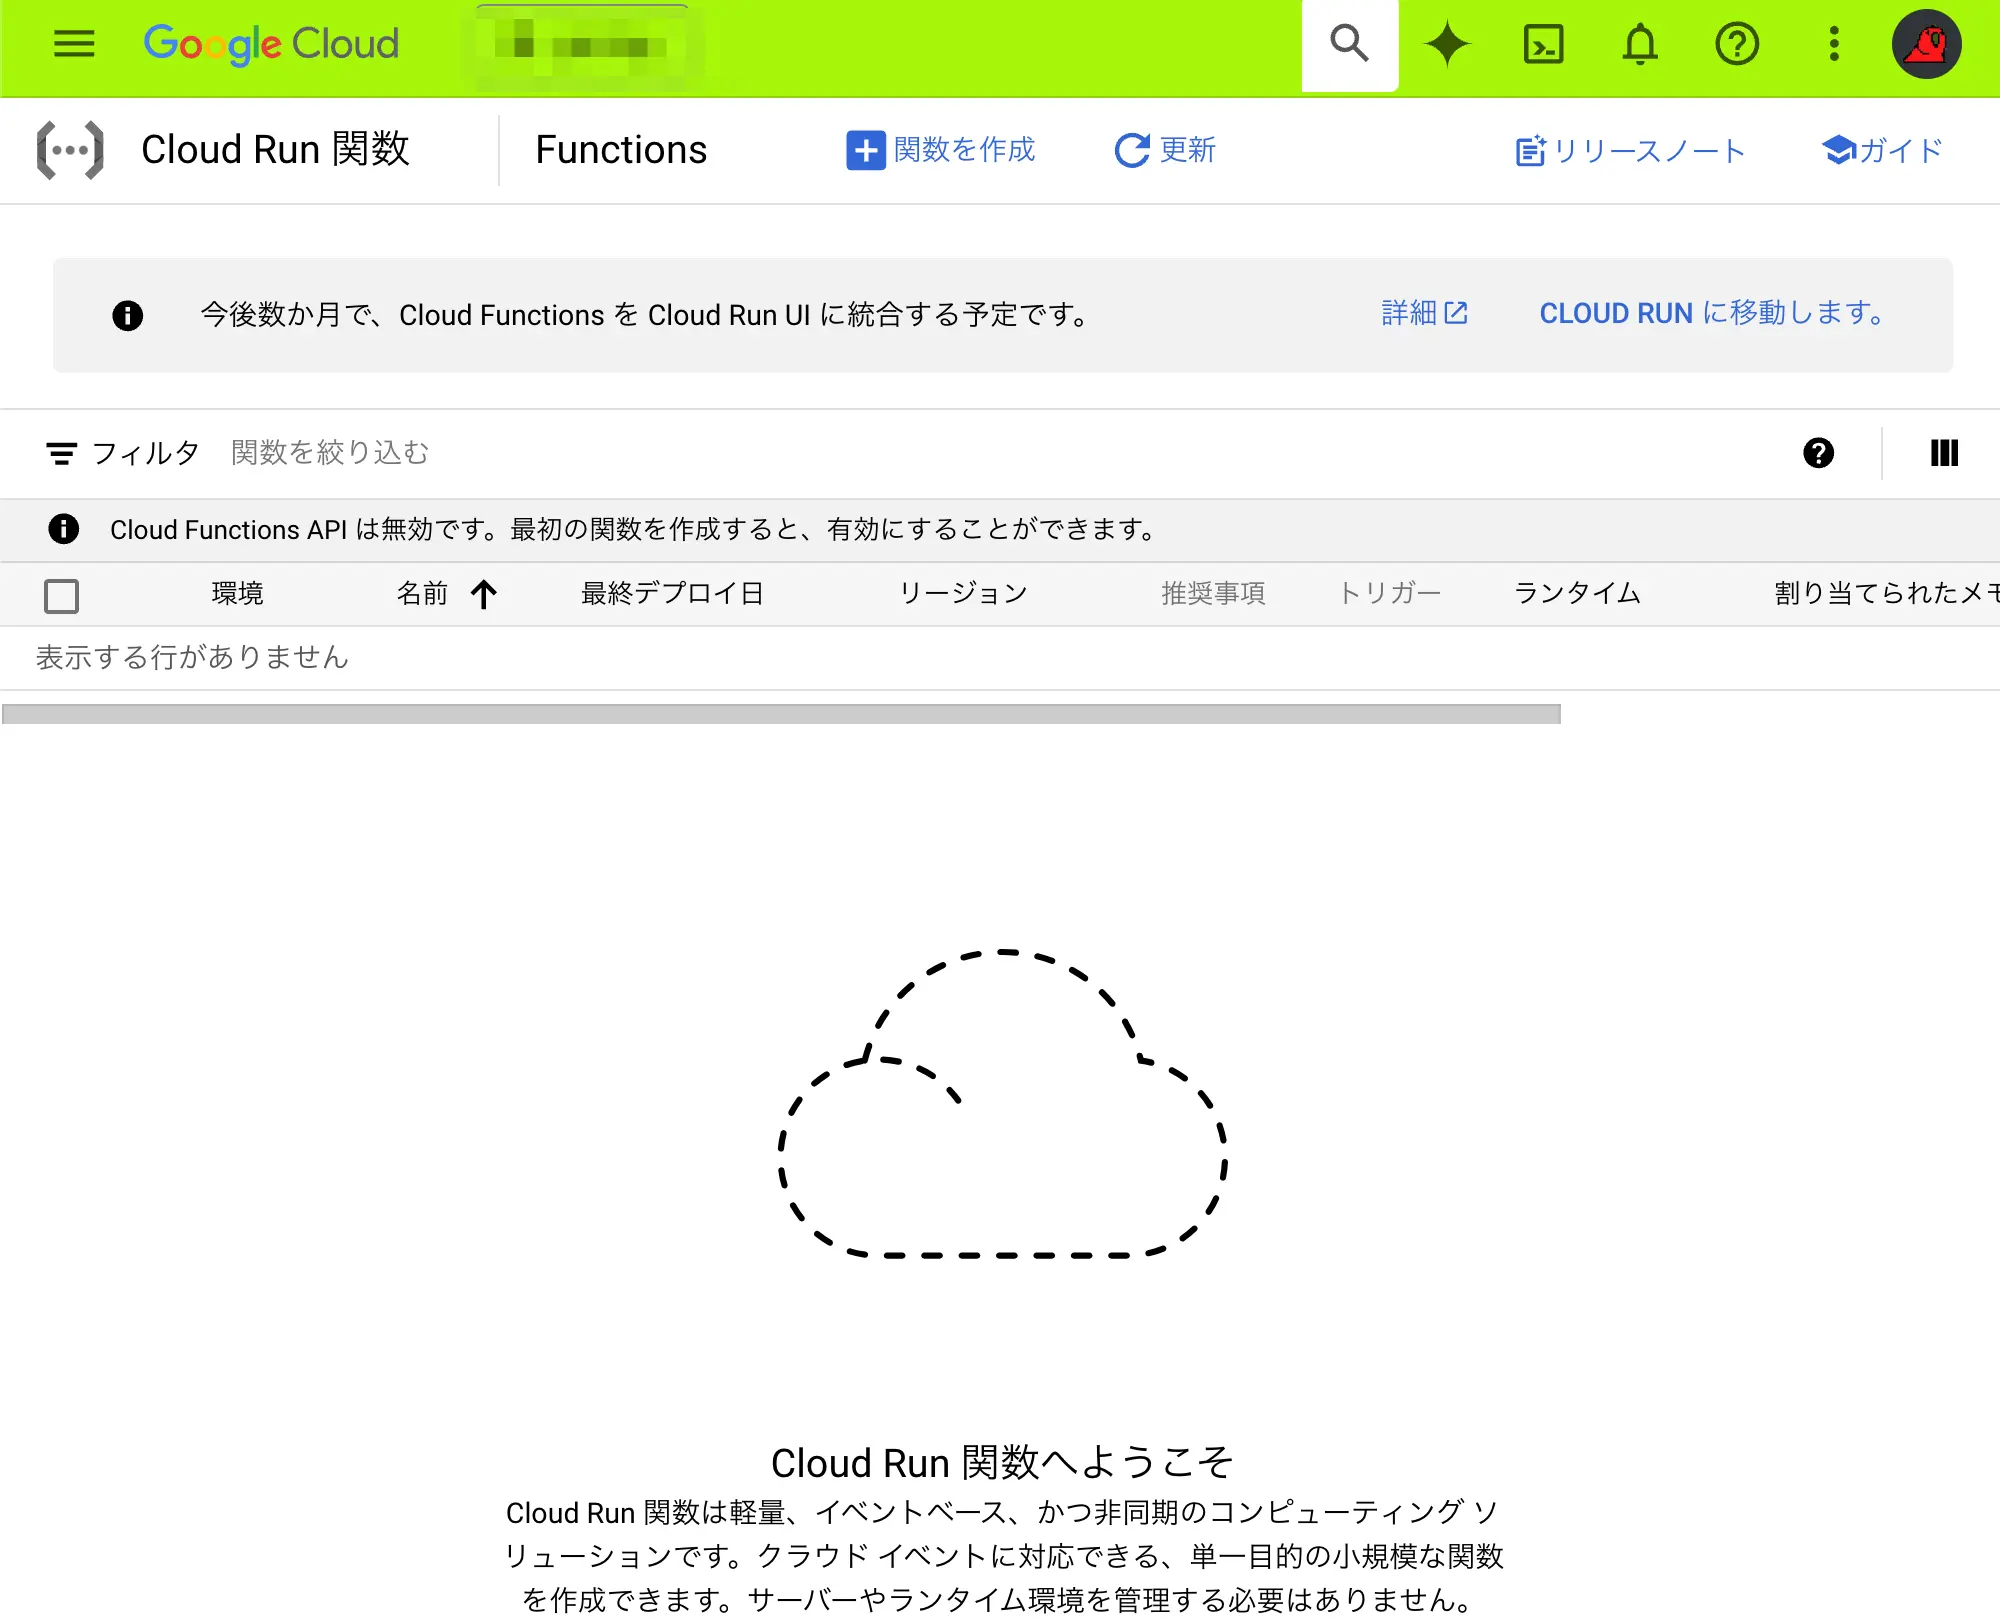 Google Cloud
Cloud Run 関数
Functions
関数を作成
更新
リリースノート
ガイド
今後数か月で、Cloud Functions を Cloud Run UI に統合する予定です。
詳細
CLOUD RUN に移動します。
フィルタ 関数を絞り込む
Cloud Functions API は無効です。最初の関数を作成すると、有効にすることができます。
環境 名前 最終デプロイ日 リージョン 推奨事項 トリガー ランタイム 割り当てられたメモ
表示する行がありません
Cloud Run 関数へようこそ
Cloud Run 関数は軽量、イベントベース、かつ非同期のコンピューティング ソ
リューションです。クラウド イベントに対応できる、単一目的の小規模な関数
を作成できます。サーバーやランタイム環境を管理する必要はありません。